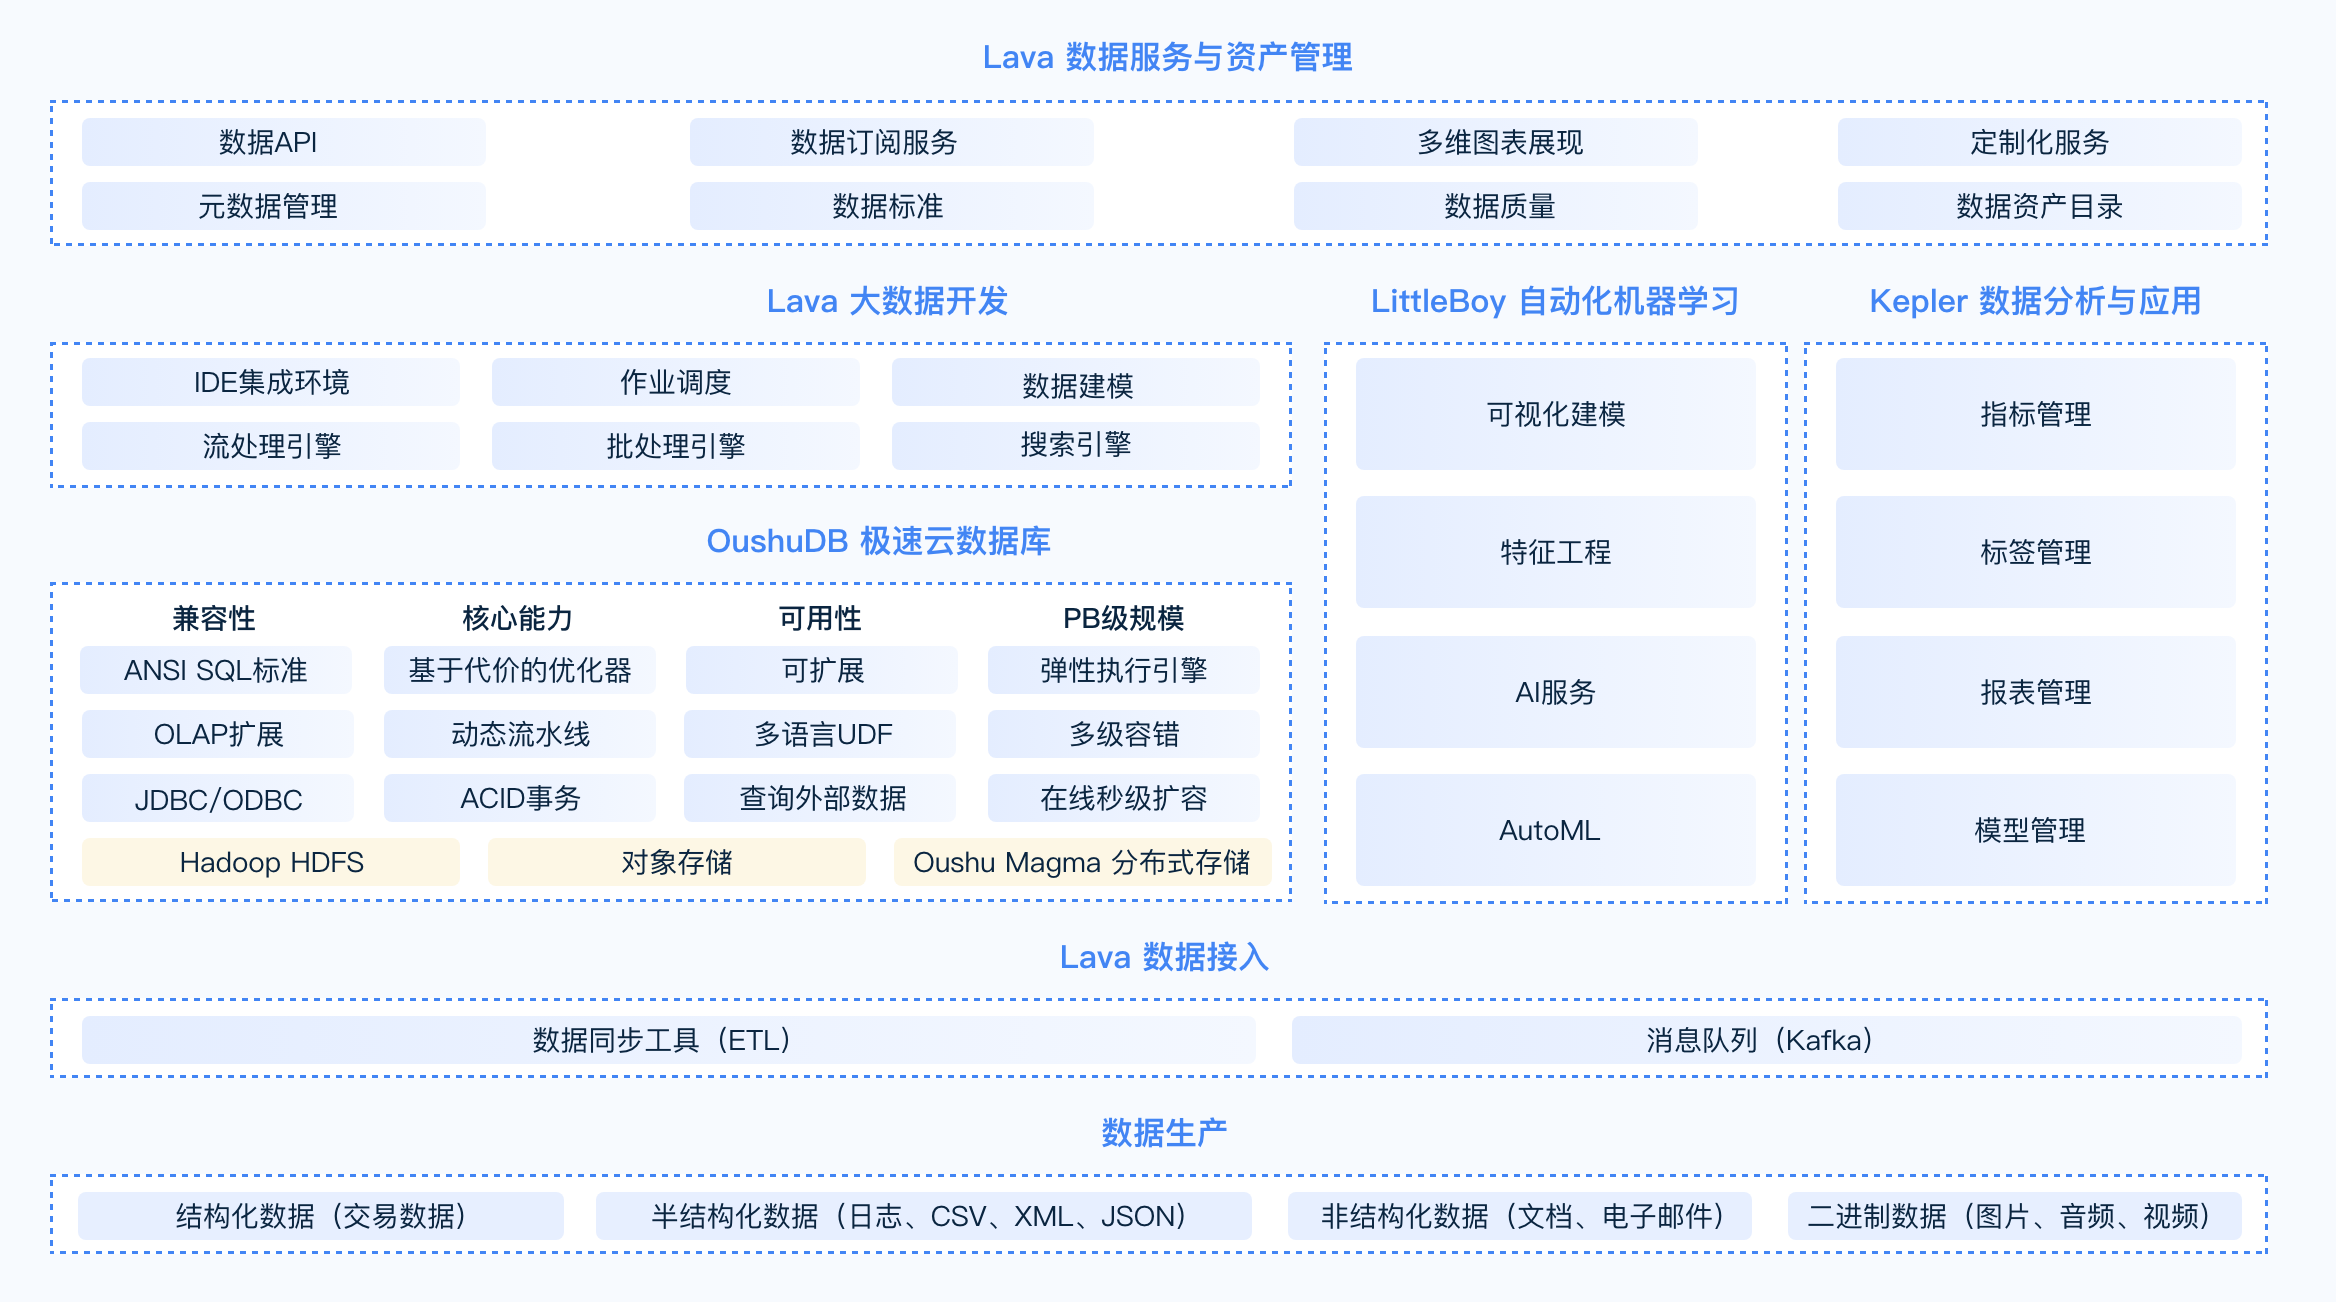 Lava 数据服务与资产管理
数据API
数据订阅服务
多维图表展现
定制化服务
元数据管理
数据标准
数据质量
数据资产目录
Lava 大数据开发
IDE集成环境
作业调度
数据建模
流处理引擎
批处理引擎
搜索引擎
OushuDB 极速云数据库
兼容性
核心能力
可用性
PB级规模
ANSI SQL标准
基于代价的优化器
可扩展
弹性执行引擎
OLAP扩展
动态流水线
多语言UDF
多级容错
JDBC/ODBC
ACID事务
查询外部数据
在线秒级扩容
Hadoop HDFS
对象存储
Oushu Magma 分布式存储
LittleBoy 自动化机器学习
可视化建模
特征工程
AI服务
AutoML
Kepler 数据分析与应用
指标管理
标签管理
报表管理
模型管理
Lava 数据接入
数据同步工具（ETL）
消息队列（Kafka）
数据生产
结构化数据（交易数据）
半结构化数据（日志、CSV、XML、JSON）
非结构化数据（文档、电子邮件）
二进制数据（图片、音频、视频）